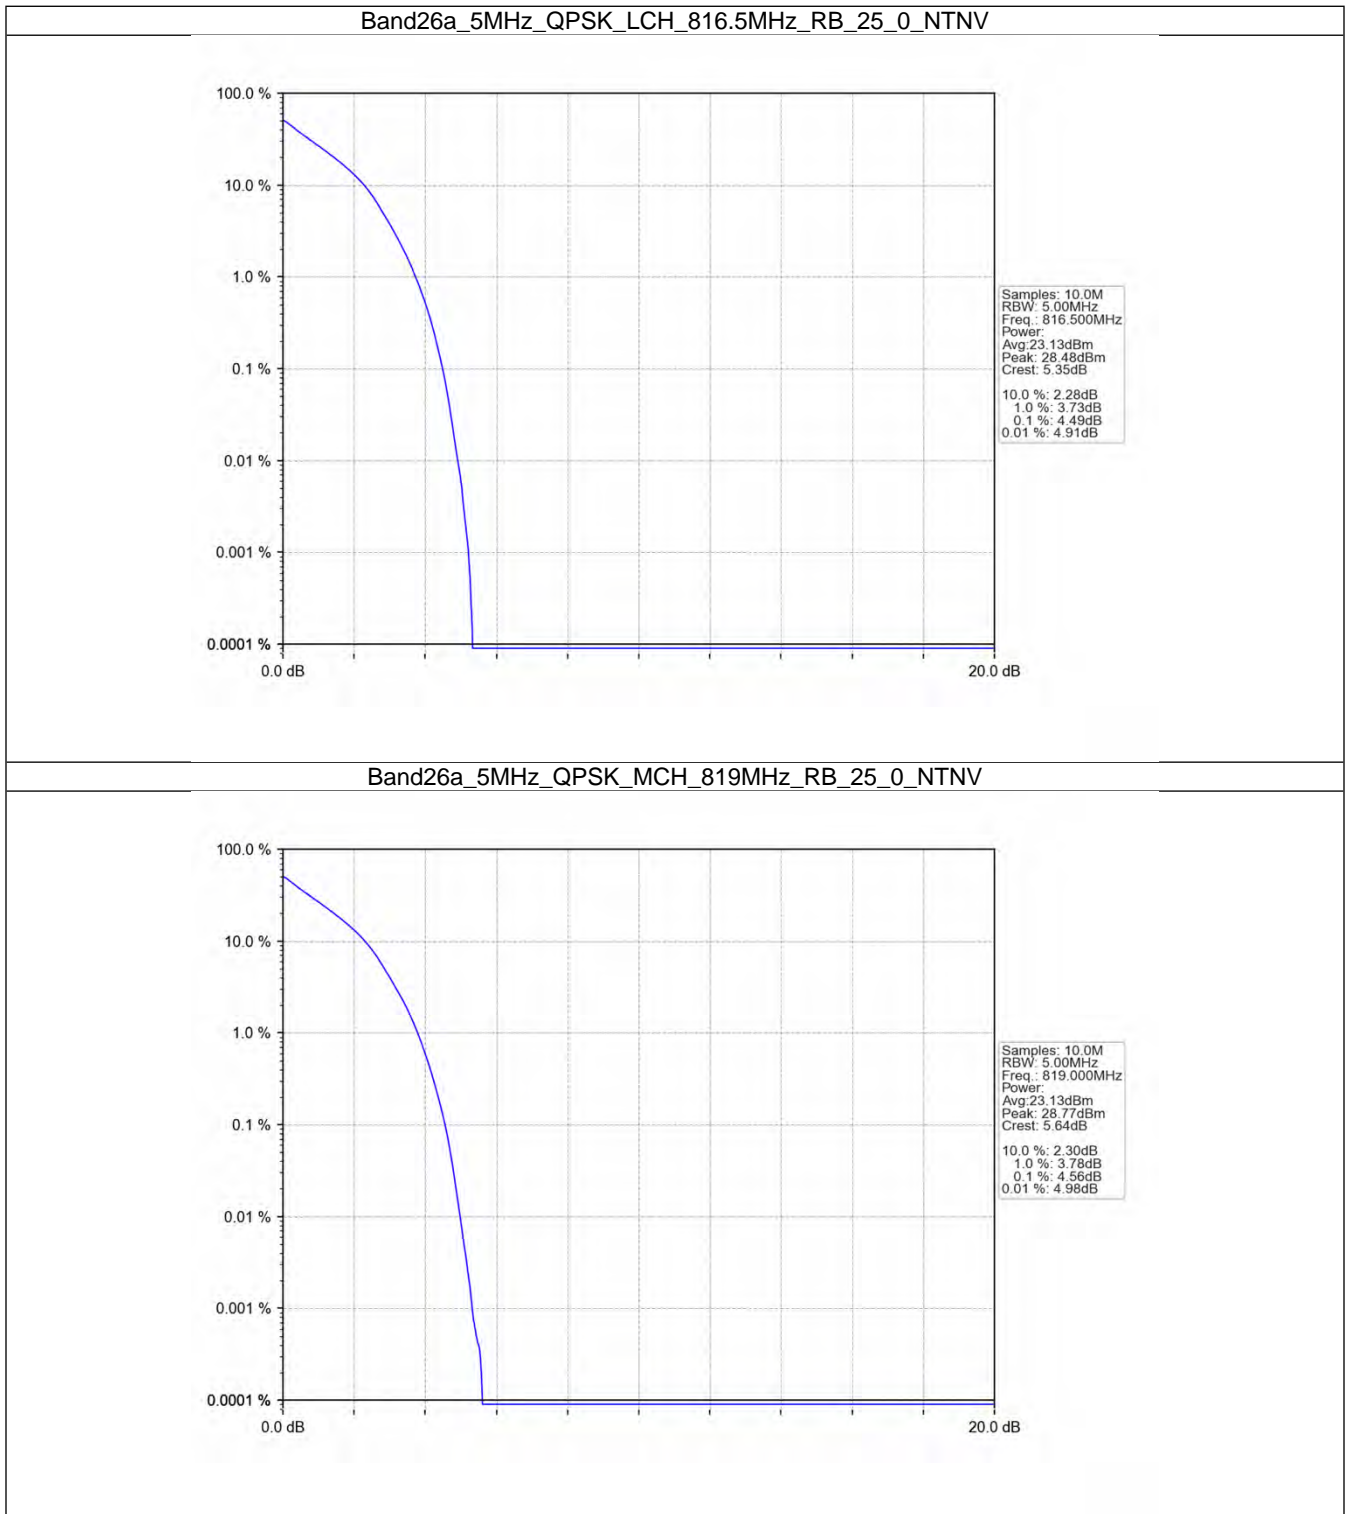 Band26a_5MHz_QPSK_LCH_816.5MHz_RB_25_0_NTNV
100.0 %
10.0 %
1.0 %
0.1 %
0.01 %
0.001 %
0.0001 %
0.0 dB
20.0 dB
Samples: 10.0M
RBW: 5.00MHz
Freq.: 816.500MHz
Power:
Avg:23.13dBm
Peak: 28.48dBm
Crest: 5.35dB
10.0 %: 2.28dB
1.0 %: 3.73dB
0.1 %: 4.49dB
0.01 %: 4.91dB
Band26a_5MHz_QPSK_MCH_819MHz_RB_25_0_NTNV
100.0 %
10.0 %
1.0 %
0.1 %
0.01 %
0.001 %
0.0001 %
0.0 dB
20.0 dB
Samples: 10.0M
RBW: 5.00MHz
Freq.: 819.000MHz
Power:
Avg:23.13dBm
Peak: 28.77dBm
Crest: 5.64dB
10.0 %: 2.30dB
1.0 %: 3.78dB
0.1 %: 4.56dB
0.01 %: 4.98dB